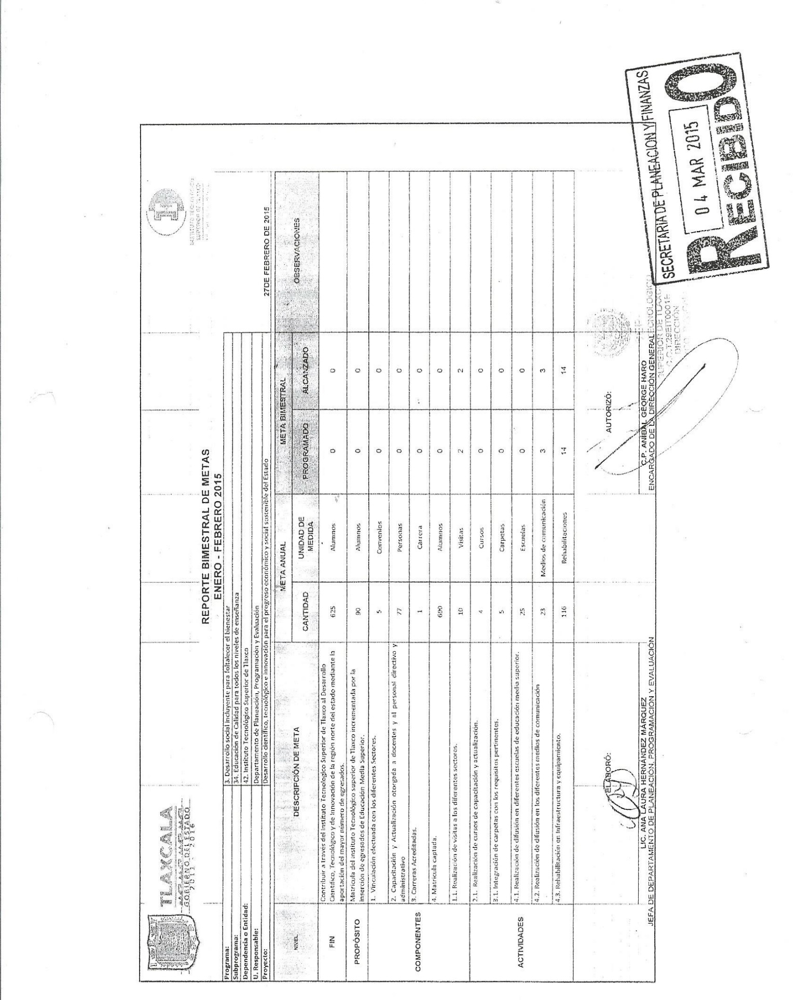 TLAXCALA
GOBIERNO DEL ESTADO
2011 - 2016
INSTITUTO TECNOLÓGICO
SUPERIOR DE TLAXCO
REPORTE BIMESTRAL DE METAS
ENERO - FEBRERO 2015
Programa: 3. Desarrollo social incluyente para foltalecer el bienestar
Subprograma: 34. Educación de Calidad para todos los niveles de enseñanza
Dependencia o Entidad: 42. Instituto Tecnológico Superior de Tlaxco
U. Responsable: Departamento de Planeación, Programación y Evaluación
Proyecto: Desarrollo científico, tecnológico e innovación para el progreso económico y social sustenible del Estado
27DE FEBRERO DE 2015
NIVEL DESCRIPCIÓN DE META META ANUAL META BIMESTRAL OBSERVACIONES
CANTIDAD UNIDAD DE MEDIDA PROGRAMADO ALCANZADO
FIN
Contribuir a través del Instituto Tecnologico Superior de Tlaxco al Desarrollo
Científico, Tecnológico y de Innovación de la región norte del estado mediante la 625 Alumnos 0 0
aportación del mayor número de egresados.
PROPÓSITO
Matrícula del instituto Tecnológico superior de Tlaxco incrementada por la 90 Alumnos 0 0
inserción de egresados de Educación Media Superior.
COMPONENTES
1. Vinculación efectuada con los diferentes Sectores. 5 Convenios 0 0
2. Capacitación y Actualización otorgada a docentes y al personal directivo y 77 Personas 0 0
administrativo
3. Carreras Acreditadas. 1 Carrera 0 0
4. Matrícula captada. 690 Alumnos 0 0
1.1. Realización de visitas a los diferentes sectores. 10 Visitas 2 2
ACTIVIDADES
2.1. Realización de cursos de capacitación y actualización. 4 Cursos 0 0
3.1. Integración de carpetas con los requisitos pertinentes. 5 Carpetas 0 0
4.1. Realización de difusión en diferentes escuelas de educación media superior. 25 Escuelas 0 0
4.2. Realización de difusión en los diferentes medios de comunicación 23 Medios de comunicación 3 3
4.3. Rehabilitación en Infraestructura y equipamiento. 116 Rehabilitaciones 14 14
ELABORÓ:
LIC. ANA LAURA HERNÁNDEZ MÁRQUEZ
JEFA DE DEPARTAMENTO DE PLANEACIÓN, PROGRAMACION Y EVALUACIÓN
AUTORIZÓ:
C.P. ANÍBAL GEORGE HARO
ENCARGADO DE LA DIRECCIÓN GENERAL
TECNOLÓGICO
SUPERIOR DE TLAXCO
DIRECCIÓN
SECRETARIA DE PLANEACION Y FINANZAS
04 MAR 2015
RECIBIDO